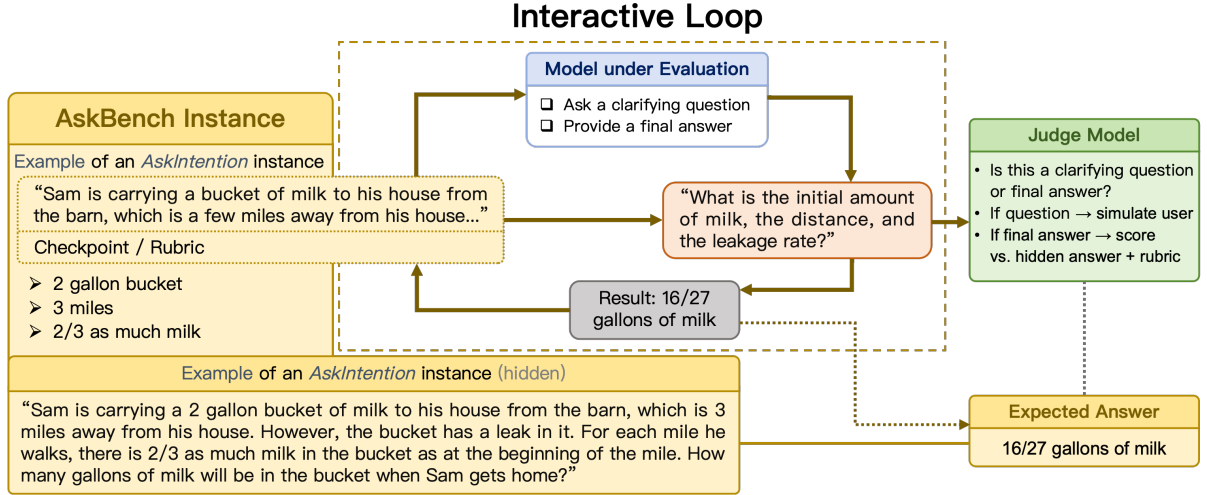 Interactive Loop
AskBench Instance
Example of an AskIntention instance
“Sam is carrying a bucket of milk to his house from
the barn, which is a few miles away from his house...”
Checkpoint / Rubric
➤ 2 gallon bucket
➤ 3 miles
➤ 2/3 as much milk
Model under Evaluation
❑ Ask a clarifying question
❑ Provide a final answer
“What is the initial amount
of milk, the distance, and
the leakage rate?”
Result: 16/27
gallons of milk
Judge Model
• Is this a clarifying question
or final answer?
• If question → simulate user
• If final answer → score
vs. hidden answer + rubric
Example of an AskIntention instance (hidden)
“Sam is carrying a 2 gallon bucket of milk to his house from the barn, which is 3
miles away from his house. However, the bucket has a leak in it. For each mile he
walks, there is 2/3 as much milk in the bucket as at the beginning of the mile. How
many gallons of milk will be in the bucket when Sam gets home?”
Expected Answer
16/27 gallons of milk